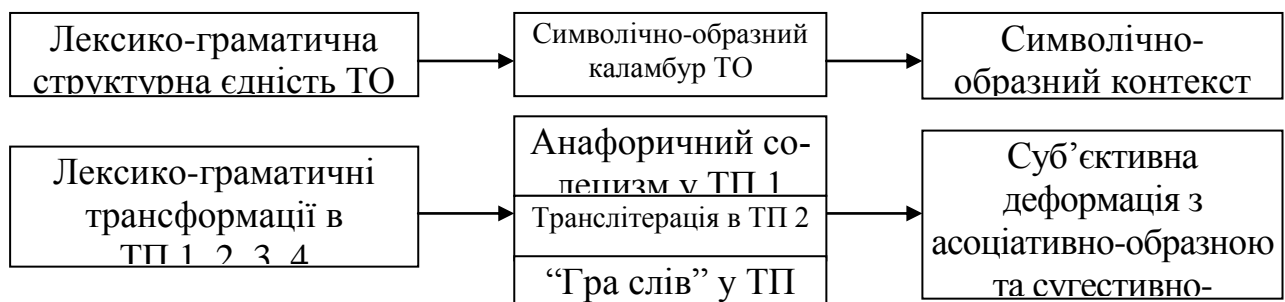 Лексико-граматична
структурна єдність ТО
Символічно-образний
каламбур ТО
Символічно-
образний контекст
Лексико-граматичні
трансформації в
ТП 1, 2, 3, 4
Анафоричний со-
лецизм у ТП 1
Транслітерація в ТП 2
“Гра слів” у ТП
Суб’єктивна
деформація з
асоціативно-образною
та сугестивно-